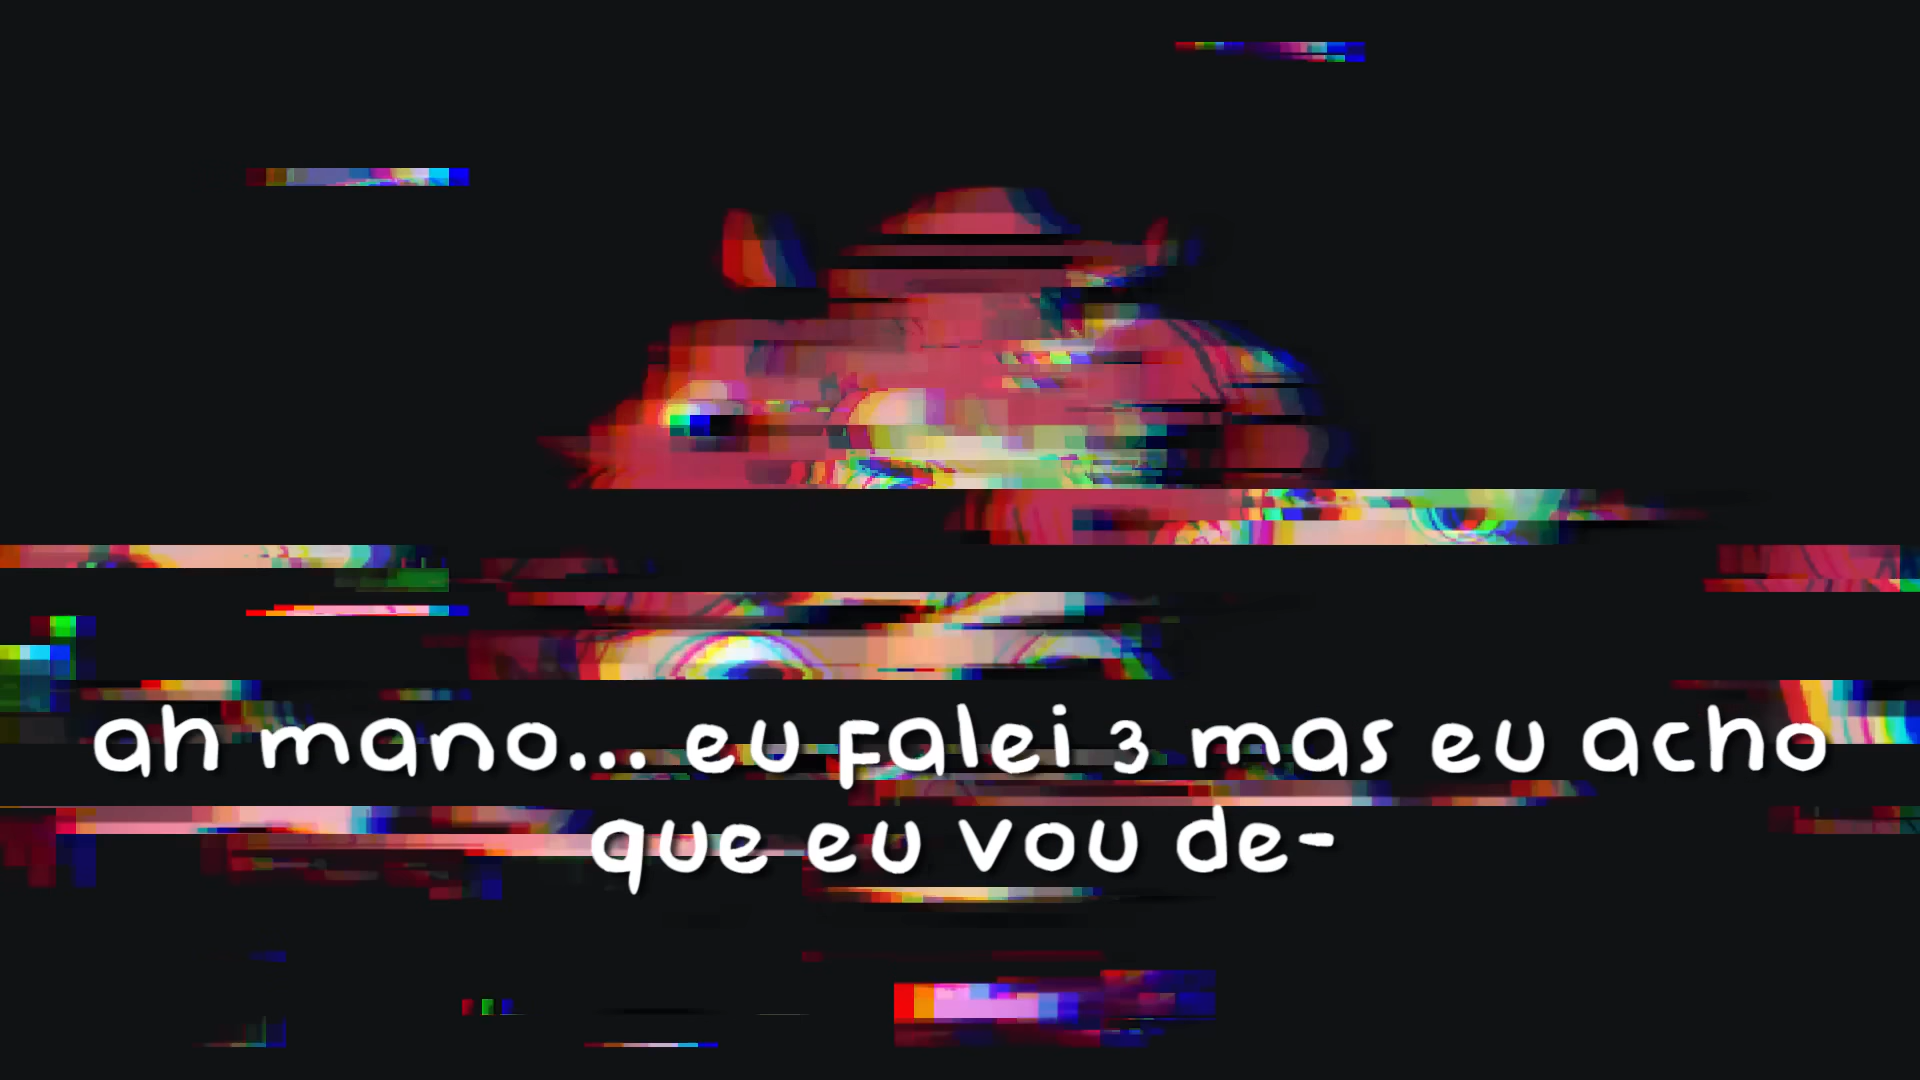 ah mano... eu falei 3 mas eu acho
que eu vou de-